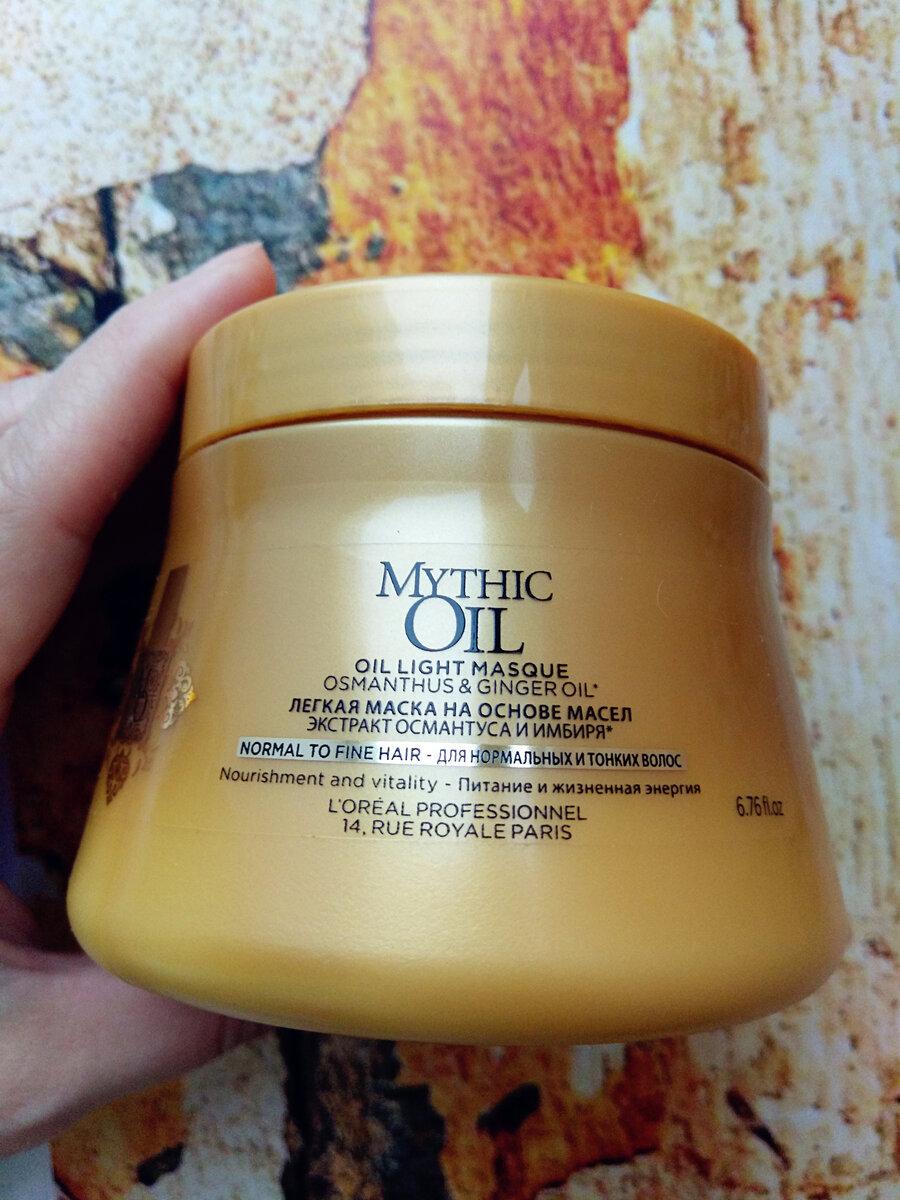 MYTHIC
OIL
OIL LIGHT MASQUE
OSMANTHUS & GINGER OIL*
ЛЕГКАЯ МАСКА НА ОСНОВЕ МАСЕЛ
ЭКСТРАКТ ОСМАНТУСА И ИМБИРЯ*
NORMAL TO FINE HAIR - ДЛЯ НОРМАЛЬНЫХ И ТОНКИХ ВОЛОС
Nourishment and vitality - Питание и жизненная энергия
L'ORÉAL PROFESSIONNEL
14, RUE ROYALE PARIS
6.76 fl.oz